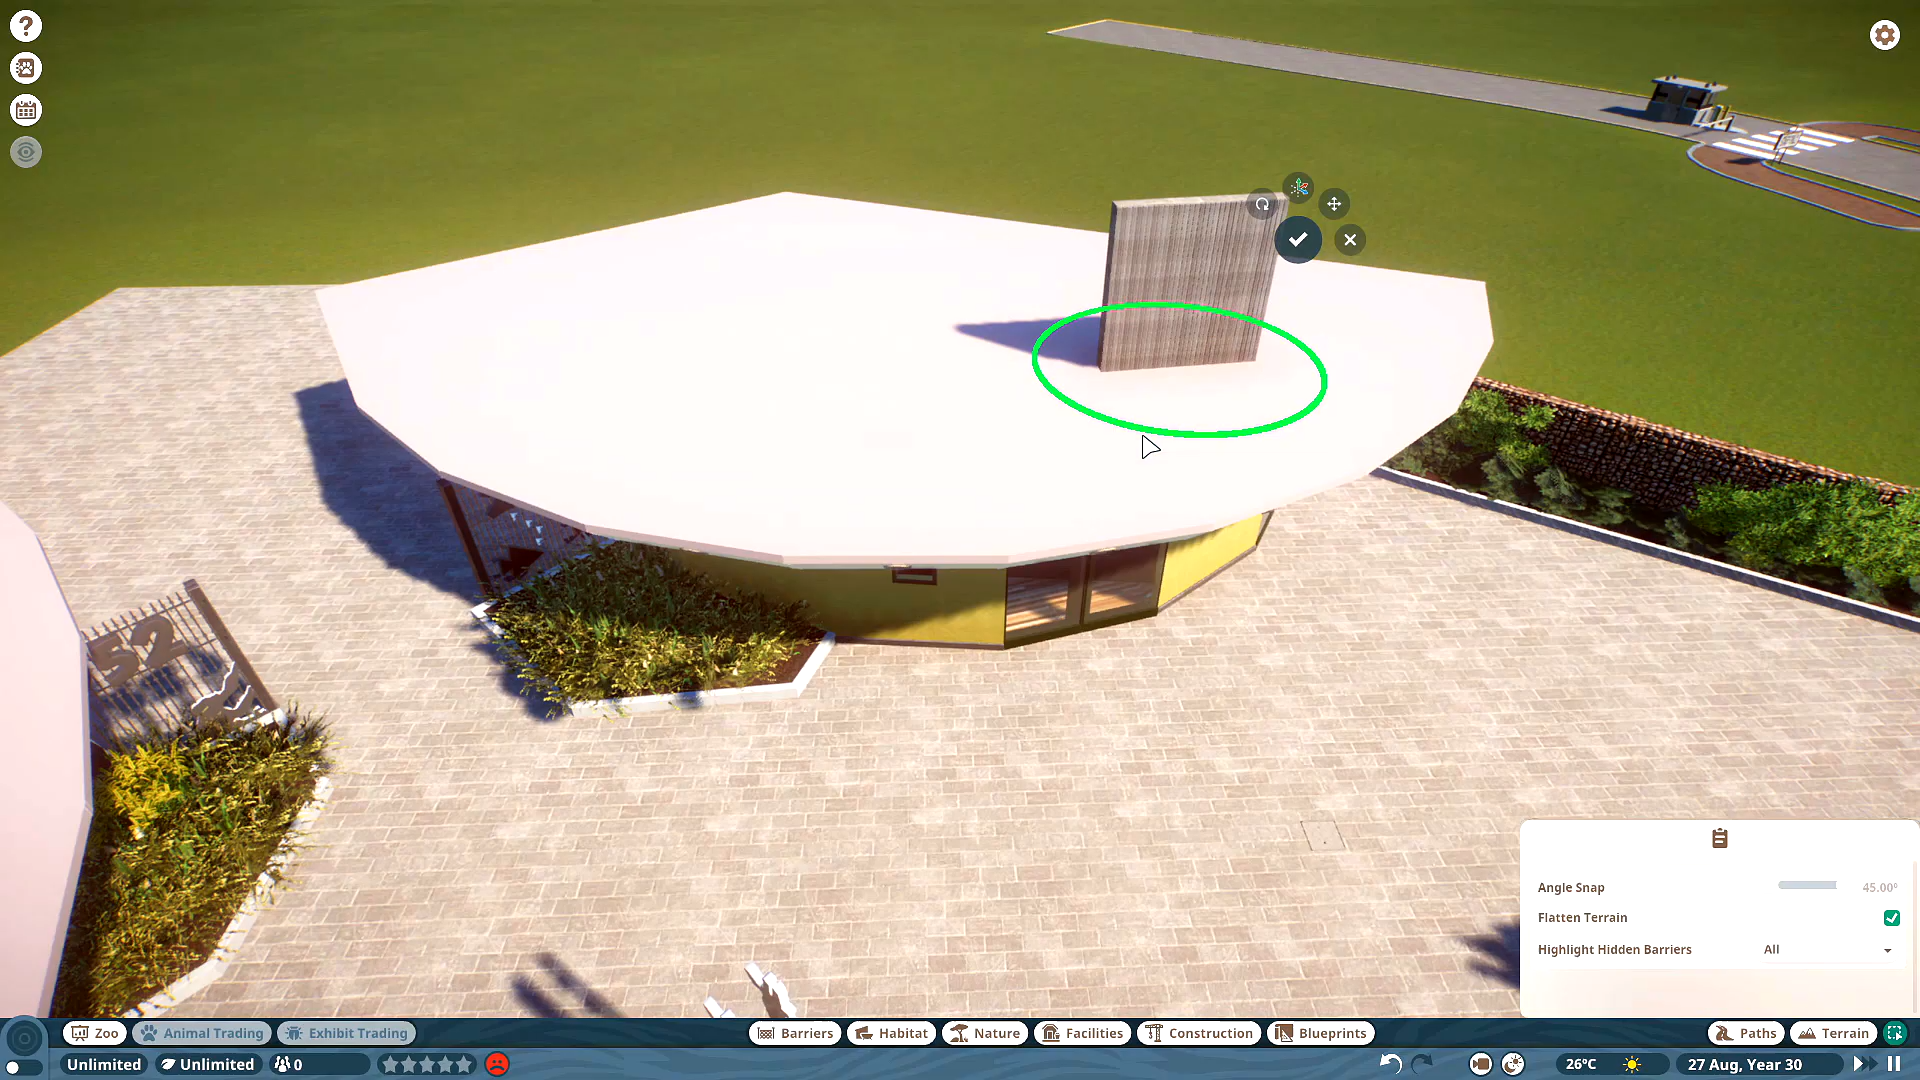 ?
52
Angle Snap 45.00°
Flatten Terrain
Highlight Hidden Barriers All
Zoo Animal Trading Exhibit Trading Barriers Habitat Nature Facilities Construction Blueprints Paths Terrain
Unlimited Unlimited 0 26°C 27 Aug, Year 30